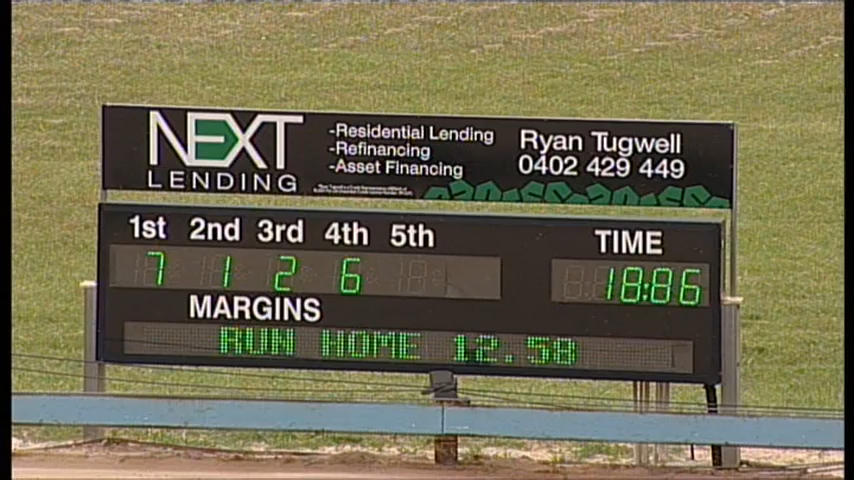 NEXT
LENDING
-Residential Lending
-Refinancing
-Asset Financing
Ryan Tugwell
0402 429 449
1st 2nd 3rd 4th 5th TIME
7 1 2 6 18:86
MARGINS
RUN HOME 12.58